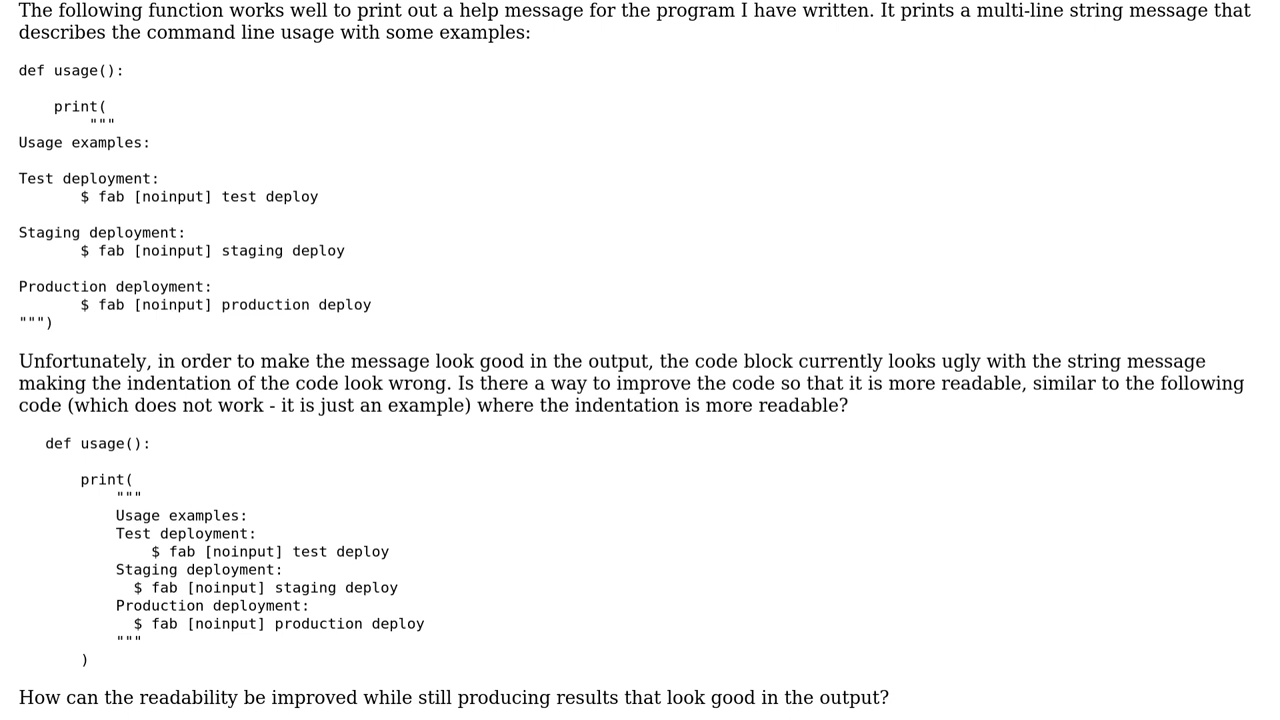 The following function works well to print out a help message for the program I have written. It prints a multi-line string message that
describes the command line usage with some examples:
def usage():
    print(
        """
Usage examples:
Test deployment:
       $ fab [noinput] test deploy
Staging deployment:
       $ fab [noinput] staging deploy
Production deployment:
       $ fab [noinput] production deploy
""")
Unfortunately, in order to make the message look good in the output, the code block currently looks ugly with the string message
making the indentation of the code look wrong. Is there a way to improve the code so that it is more readable, similar to the following
code (which does not work - it is just an example) where the indentation is more readable?
   def usage():
       print(
           """
           Usage examples:
           Test deployment:
               $ fab [noinput] test deploy
           Staging deployment:
             $ fab [noinput] staging deploy
           Production deployment:
             $ fab [noinput] production deploy
           """
       )
How can the readability be improved while still producing results that look good in the output?